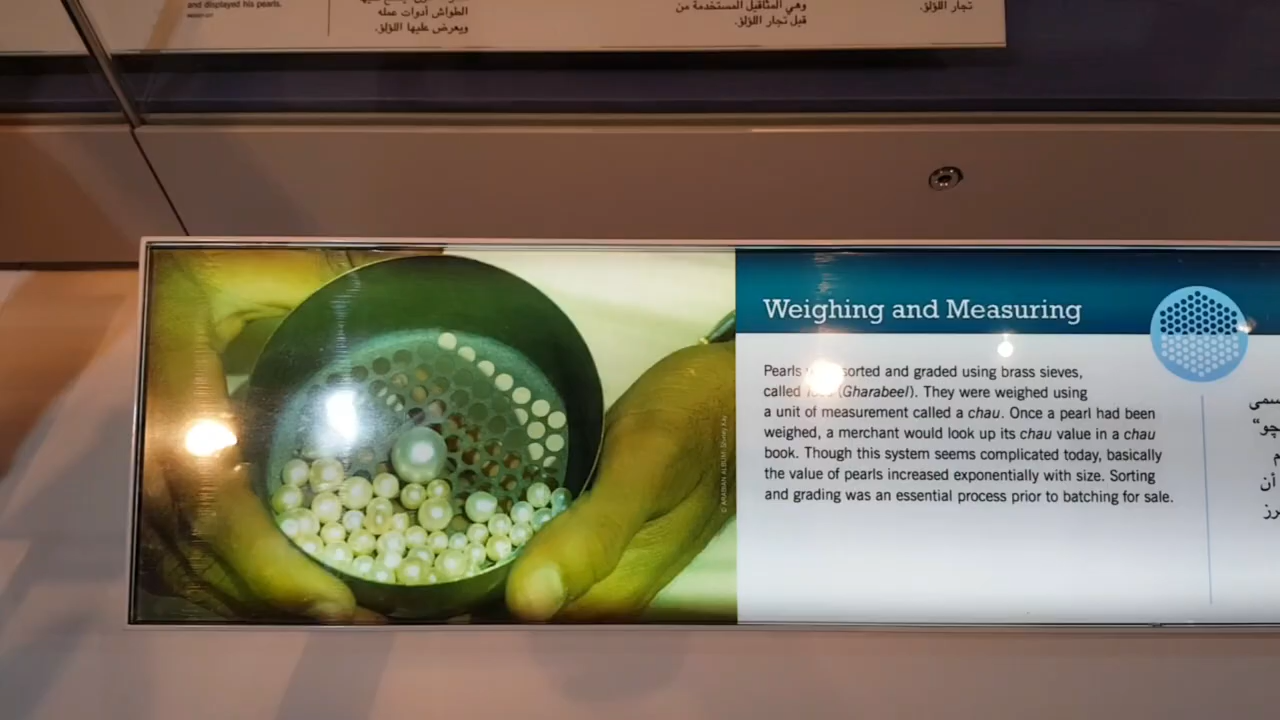 and displayed his pearls.
الطواش أدوات عمله
ويعرض عليها اللؤلؤ.
وهي المثاقيل المستخدمة من
قبل تجار اللؤلؤ.
تجار اللؤلؤ.
Weighing and Measuring
Pearls sorted and graded using brass sieves,
called (Gharabeel). They were weighed using
a unit of measurement called a chau. Once a pearl had been
weighed, a merchant would look up its chau value in a chau
book. Though this system seems complicated today, basically
the value of pearls increased exponentially with size. Sorting
and grading was an essential process prior to batching for sale.
© ARABIAN ALBUM
أن